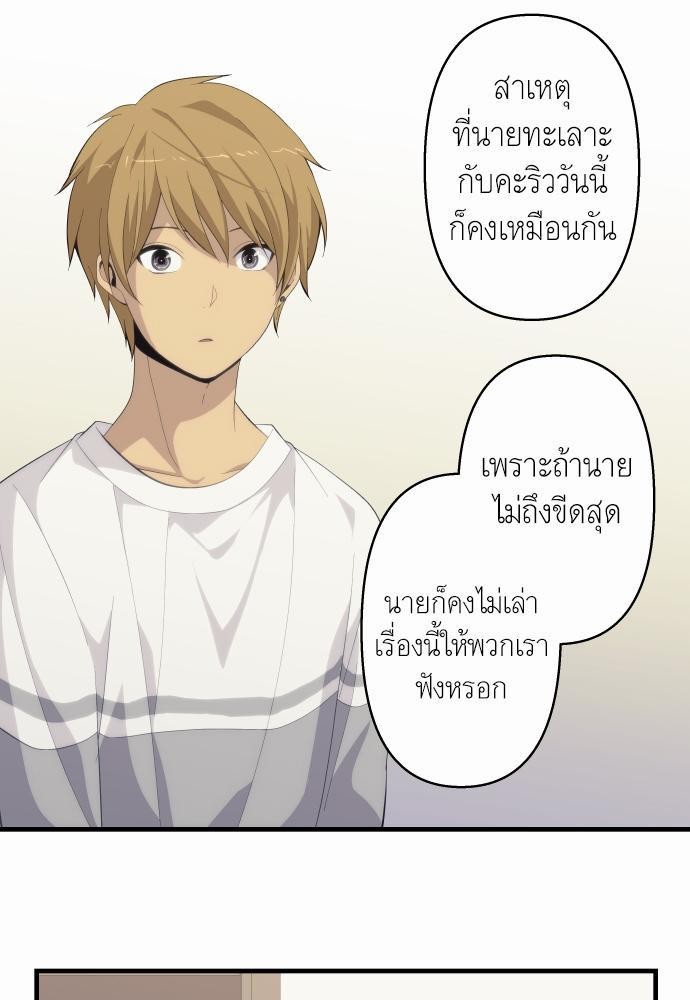 สาเหตุ
ที่นายทะเลาะ
กับคะริววันนี้
ก็คงเหมือนกัน
เพราะถ้านาย
ไม่ถึงขีดสุด
นายก็คงไม่เล่า
เรื่องนี้ให้พวกเรา
ฟังหรอก